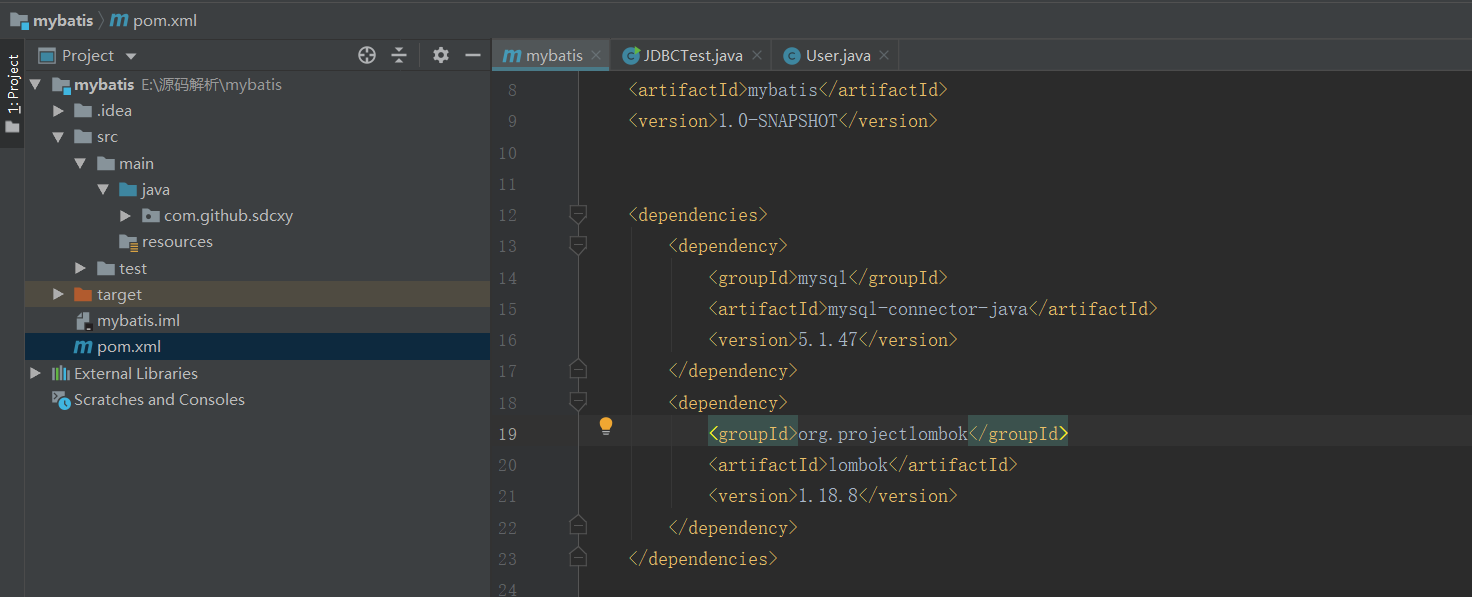 mybatis
pom.xml
1: Project
Project
mybatis E:\源码解析\mybatis
.idea
src
main
java
com.github.sdcxy
resources
test
target
mybatis.iml
pom.xml
External Libraries
Scratches and Consoles
mybatis
JDBCTest.java
User.java
8 <artifactId>mybatis</artifactId>
9 <version>1.0-SNAPSHOT</version>
10
11
12 <dependencies>
13 <dependency>
14 <groupId>mysql</groupId>
15 <artifactId>mysql-connector-java</artifactId>
16 <version>5.1.47</version>
17 </dependency>
18 <dependency>
19 <groupId>org.projectlombok</groupId>
20 <artifactId>lombok</artifactId>
21 <version>1.18.8</version>
22 </dependency>
23 </dependencies>
24